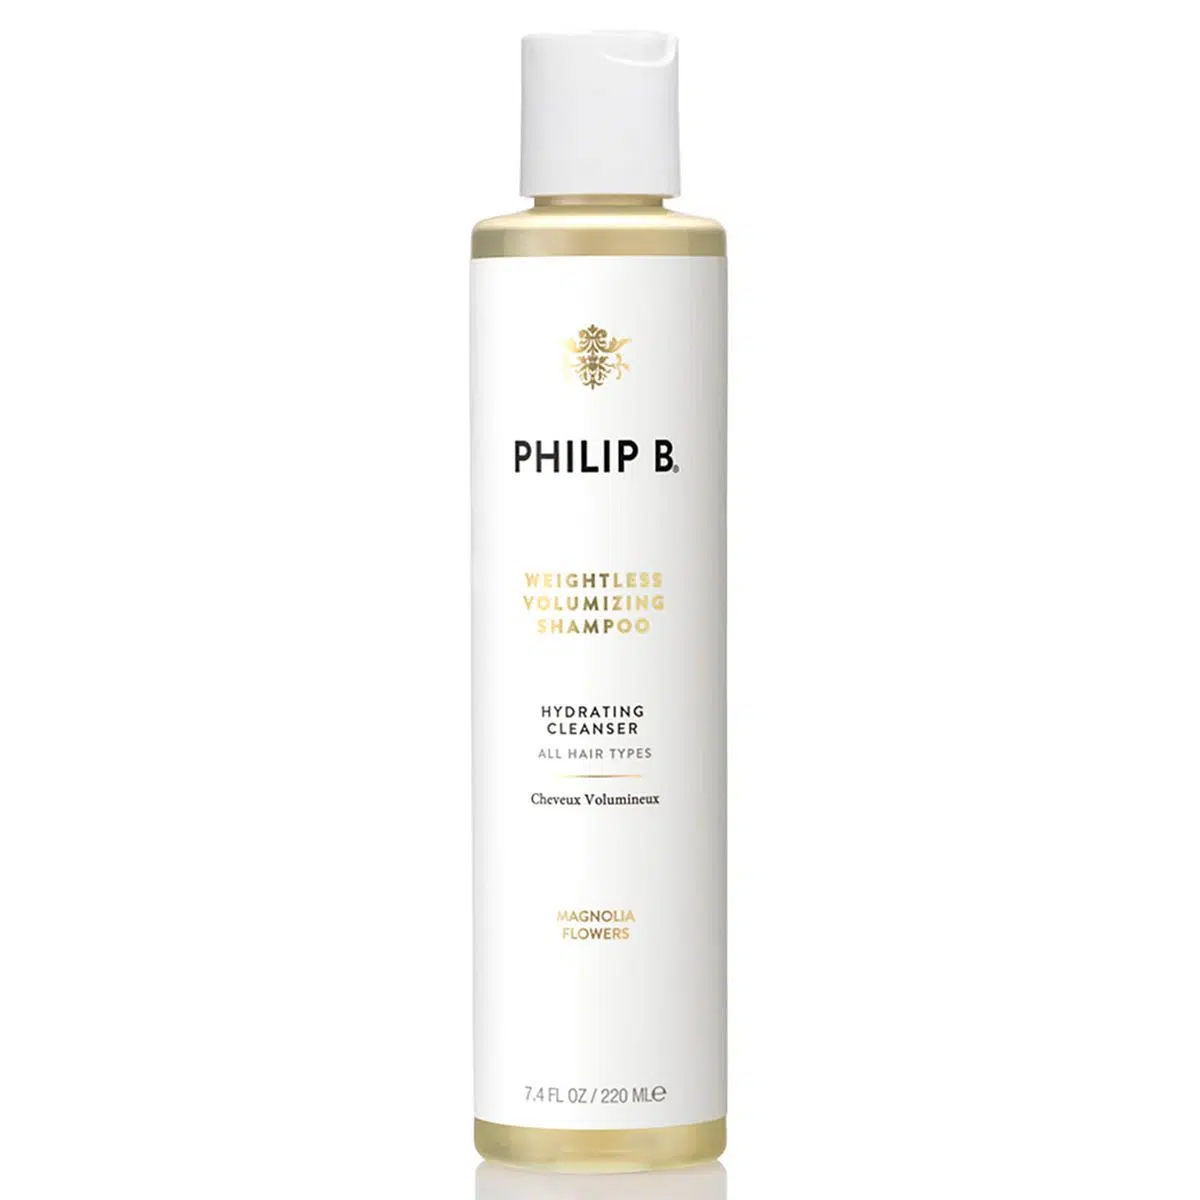 PHILIP B.®
WEIGHTLESS
VOLUMIZING
SHAMPOO
HYDRATING
CLEANSER
ALL HAIR TYPES
Cheveux Volumineux
MAGNOLIA
FLOWERS
7.4 FL OZ / 220 ML℮